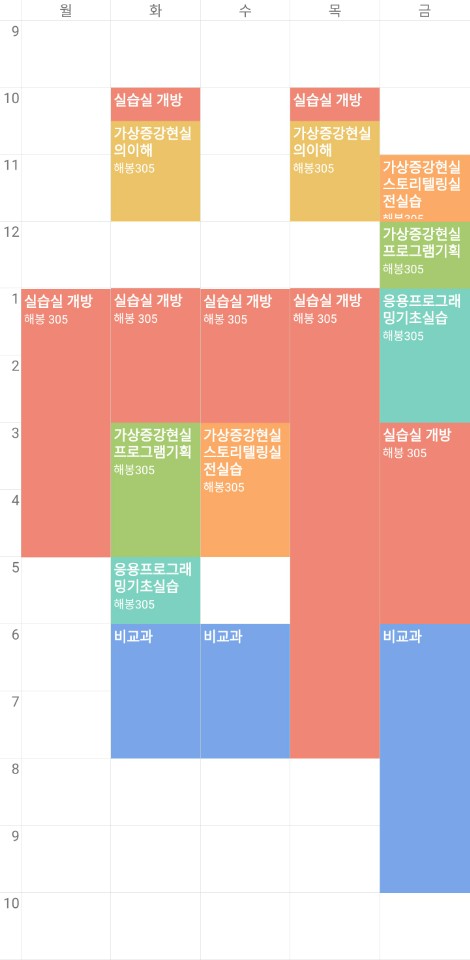 월 화 수 목 금
9
10
실습실 개방
실습실 개방
가상증강현실
의이해
해봉305
가상증강현실
의이해
해봉305
11
가상증강현실
스토리텔링실
전실습
해봉305
12
가상증강현실
프로그램기획
해봉305
1
실습실 개방
해봉 305
실습실 개방
해봉 305
실습실 개방
해봉 305
실습실 개방
해봉 305
응용프로그래
밍기초실습
해봉305
2
3
가상증강현실
프로그램기획
해봉305
가상증강현실
스토리텔링실
전실습
해봉305
실습실 개방
해봉 305
4
5
응용프로그래
밍기초실습
해봉305
6
비교과
비교과
비교과
7
8
9
10